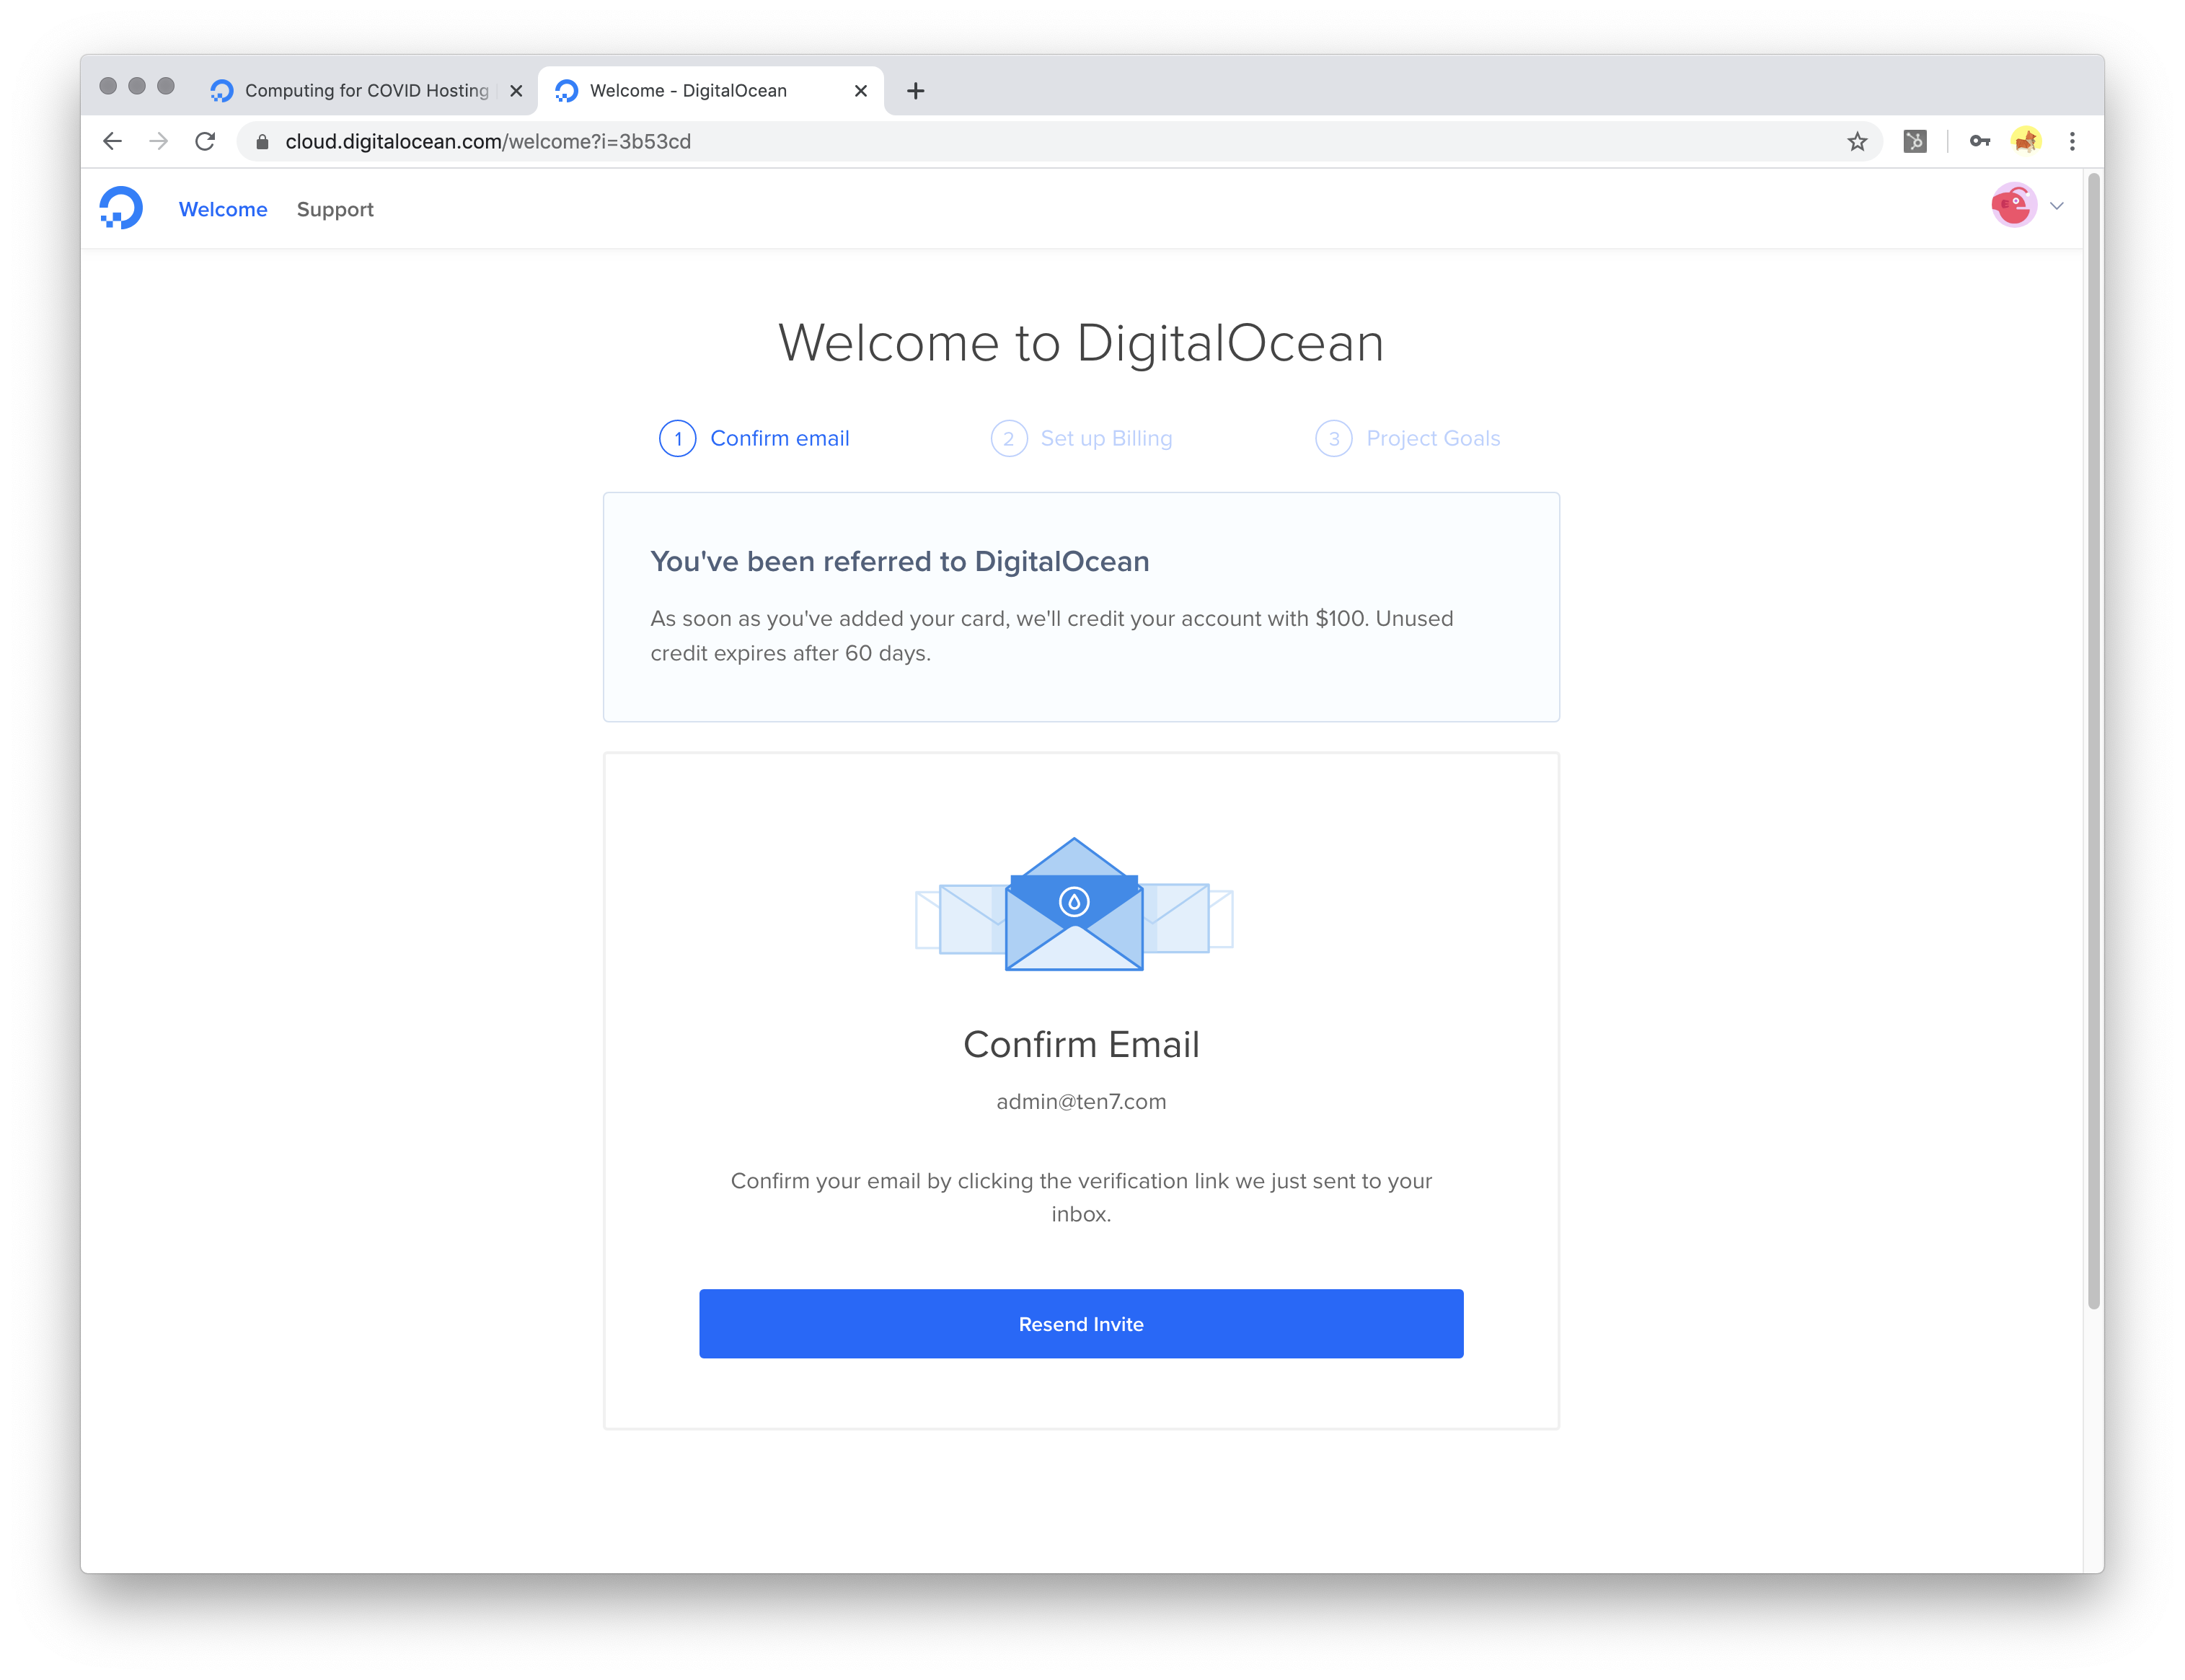 Computing for COVID Hosting
Welcome - DigitalOcean
cloud.digitalocean.com/welcome?i=3b53cd
Welcome
Support
Welcome to DigitalOcean
1 Confirm email
2 Set up Billing
3 Project Goals
You've been referred to DigitalOcean
As soon as you've added your card, we'll credit your account with $100. Unused
credit expires after 60 days.
Confirm Email
admin@ten7.com
Confirm your email by clicking the verification link we just sent to your
inbox.
Resend Invite